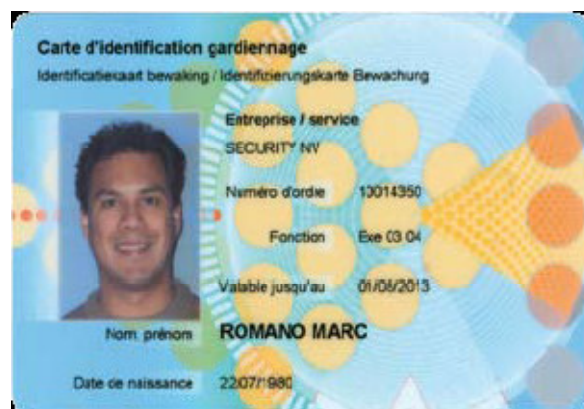 Carte d'identification gardiennage
Identificatiekaart bewaking / Identifizierungskarte Bewachung
Entreprise / service
SECURITY NV
Numéro d'ordre 10014350
Fonction Exe 03 04
Valable jusqu'au 01/08/2013
Nom, prénom ROMANO MARC
Date de naissance 22/07/1980